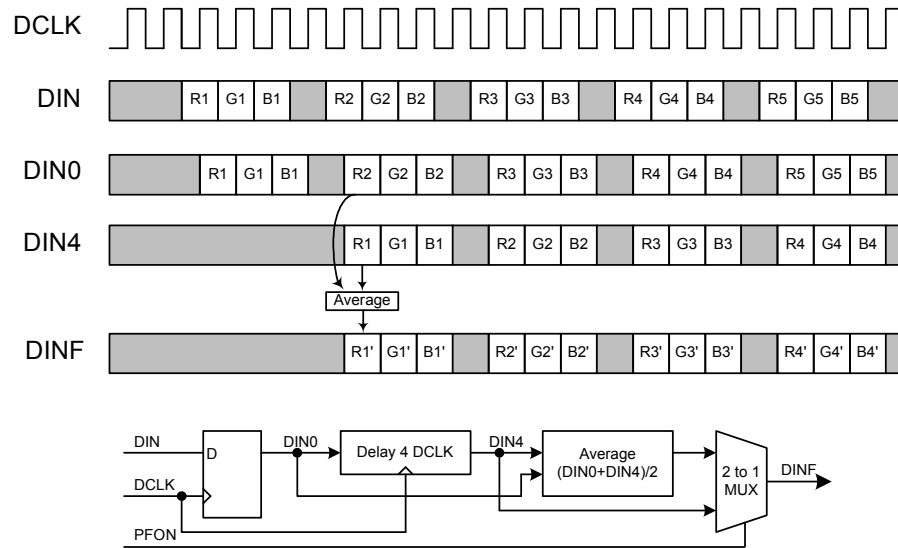 DCLK
DIN R1 G1 B1 R2 G2 B2 R3 G3 B3 R4 G4 B4 R5 G5 B5
DIN0 R1 G1 B1 R2 G2 B2 R3 G3 B3 R4 G4 B4 R5 G5 B5
DIN4 R1 G1 B1 R2 G2 B2 R3 G3 B3 R4 G4 B4
Average
DINF R1' G1' B1' R2' G2' B2' R3' G3' B3' R4' G4' B4'
DIN D DIN0 Delay 4 DCLK DIN4 Average
(DIN0+DIN4)/2
2 to 1
MUX
DINF
DCLK
PFON